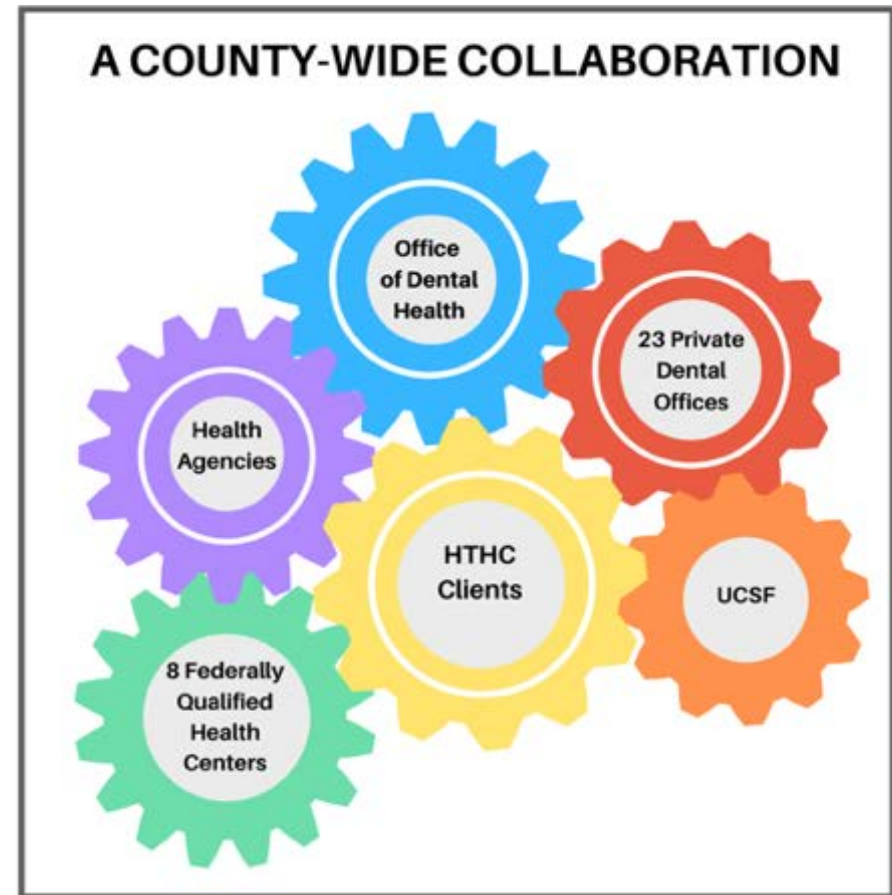 A COUNTY-WIDE COLLABORATION
Office
of Dental
Health
23 Private
Dental
Offices
Health
Agencies
HTHC
Clients
UCSF
8 Federally
Qualified
Health
Centers